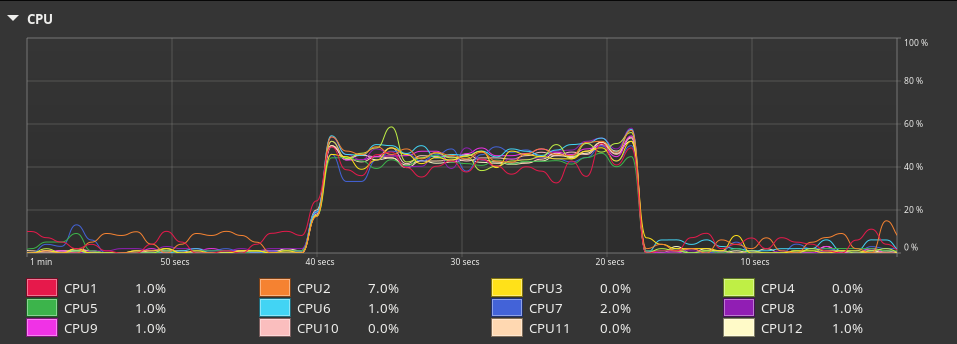 CPU
100 %
80 %
60 %
40 %
20 %
0 %
1 min 50 secs 40 secs 30 secs 20 secs 10 secs
CPU1 1.0% CPU2 7.0% CPU3 0.0% CPU4 0.0%
CPU5 1.0% CPU6 1.0% CPU7 2.0% CPU8 1.0%
CPU9 1.0% CPU10 0.0% CPU11 0.0% CPU12 1.0%